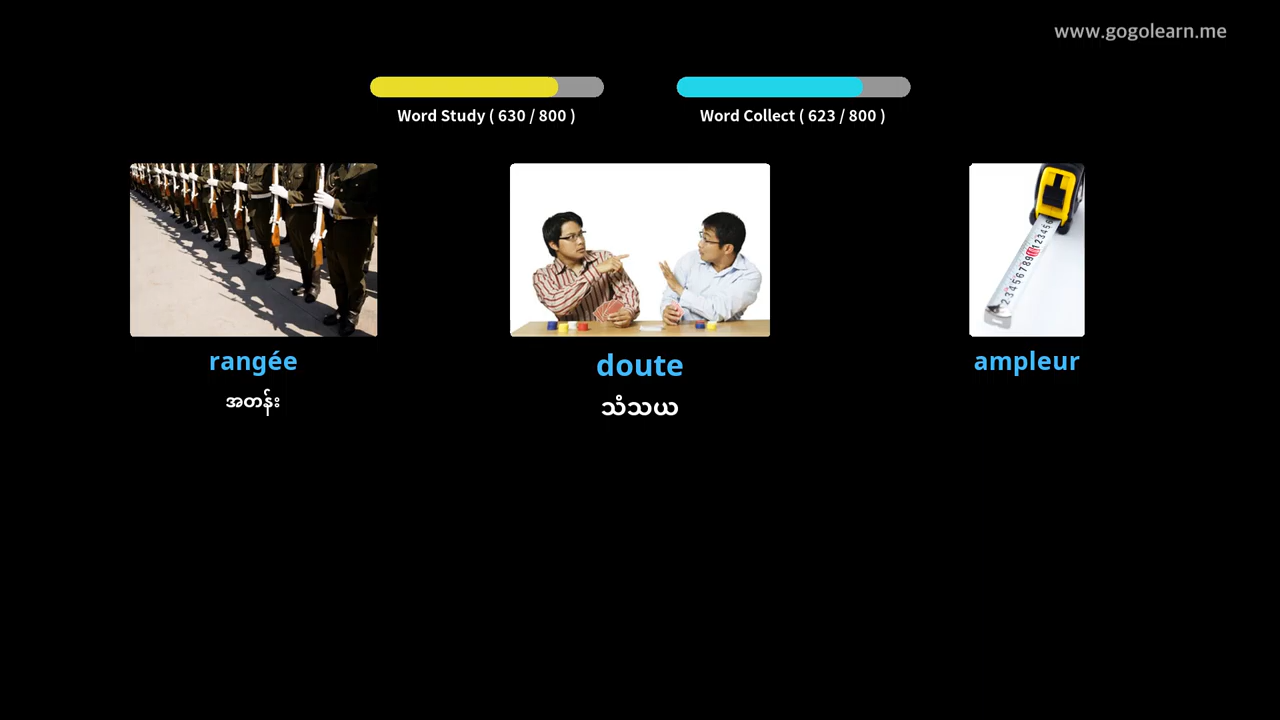 www.gogolearn.me
Word Study ( 630 / 800 )
Word Collect ( 623 / 800 )
rangée
doute
ampleur
အတန်း
သံသယ